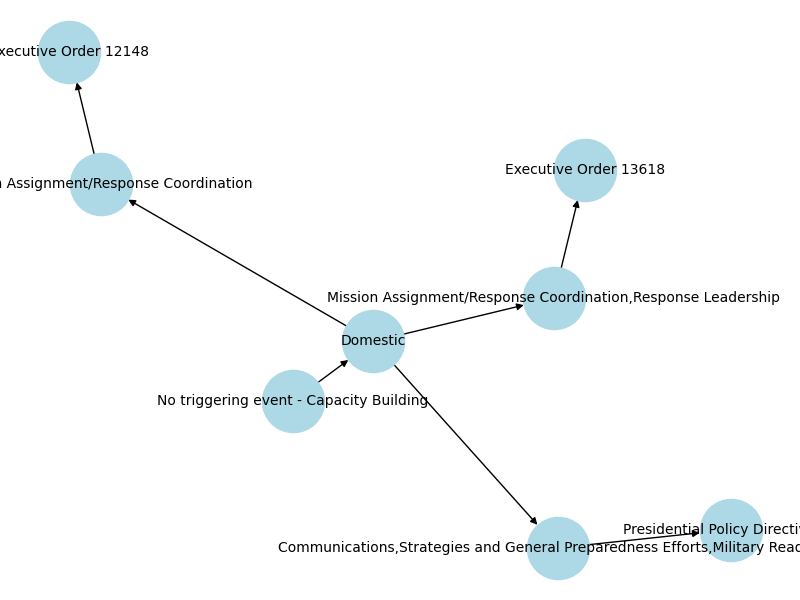 xecutive Order 12148
Executive Order 13618
Assignment/Response Coordination
Mission Assignment/Response Coordination,Response Leadership
Domestic
No triggering event - Capacity Building
Presidential Policy Directiv
Communications,Strategies and General Preparedness Efforts,Military Read